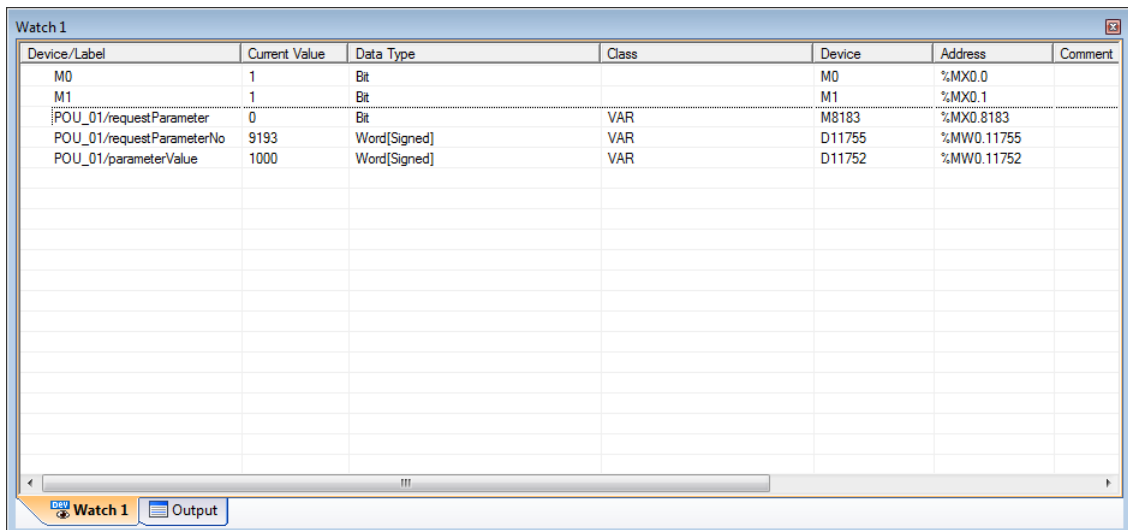 Watch 1
Device/Label Current Value Data Type Class Device Address Comment
M0 1 Bit M0 %MX0.0
M1 1 Bit M1 %MX0.1
POU_01/requestParameter 0 Bit VAR M8183 %MX0.8183
POU_01/requestParameterNo 9193 Word[Signed] VAR D11755 %MW0.11755
POU_01/parameterValue 1000 Word[Signed] VAR D11752 %MW0.11752
DEV Watch 1 Output